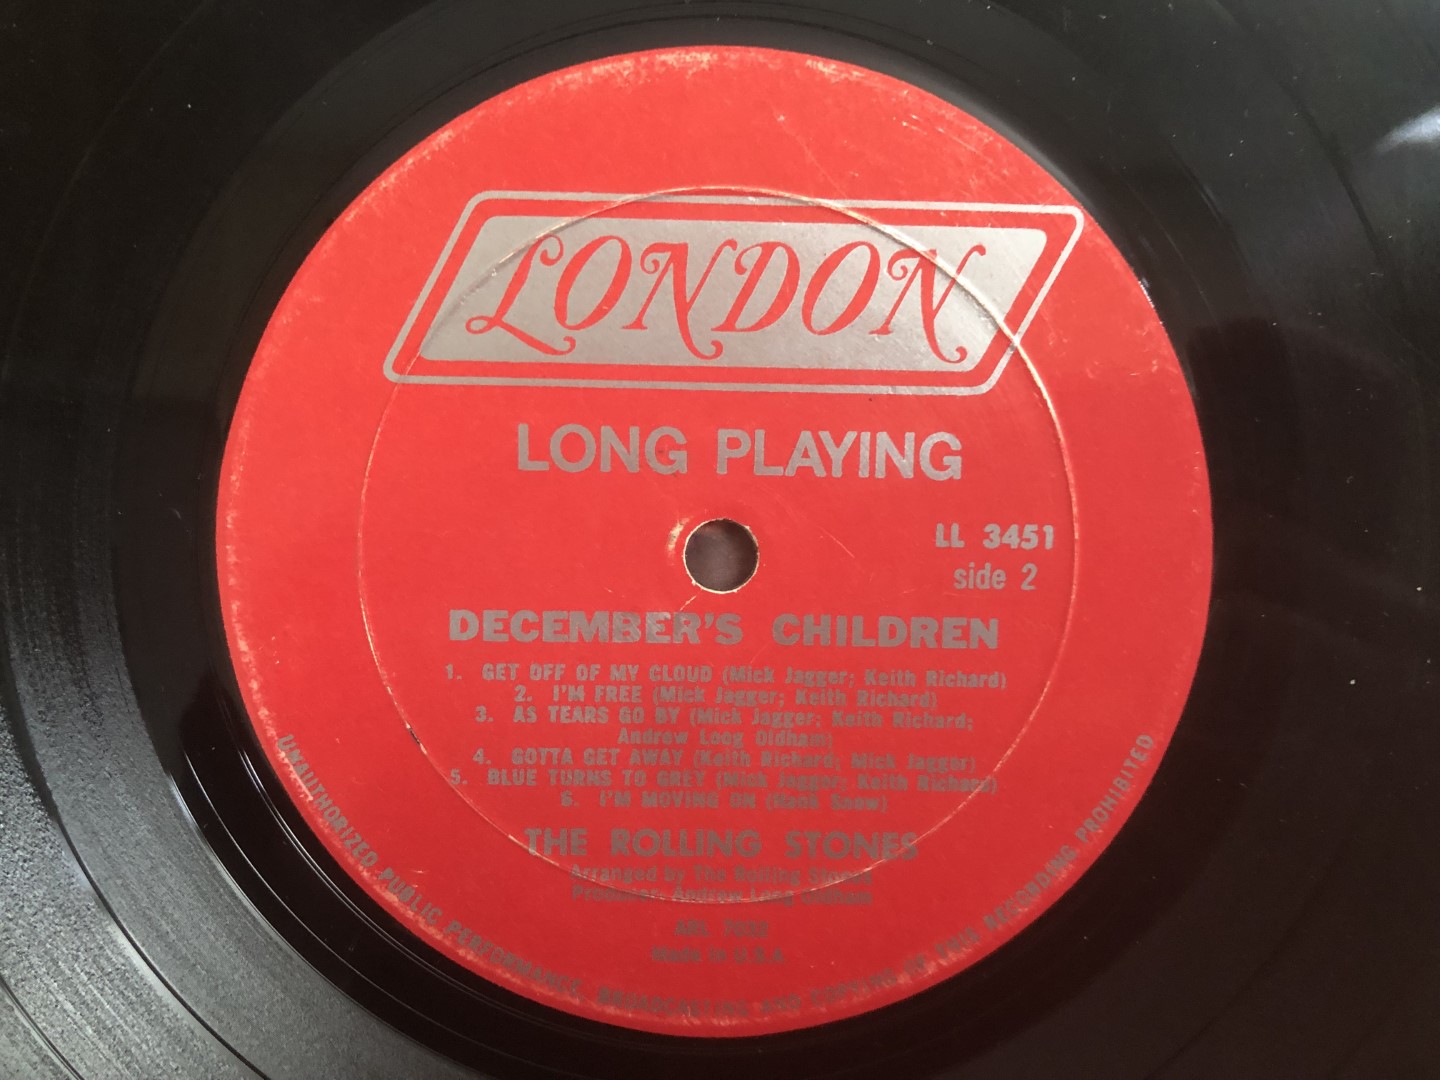 LONDON
LONG PLAYING
LL 3451
side 2
DECEMBER'S CHILDREN
1. GET OFF OF MY CLOUD (Mick Jagger; Keith Richard)
2. I'M FREE (Mick Jagger; Keith Richard)
3. AS TEARS GO BY (Mick Jagger; Keith Richard;
Andrew Loog Oldham)
4. GOTTA GET AWAY (Keith Richard; Mick Jagger)
5. BLUE TURNS TO GREY (Mick Jagger; Keith Richard)
6. I'M MOVING ON (Hank Snow)
THE ROLLING STONES
Arranged by The Rolling Stones
Producer: Andrew Loog Oldham
Made in U.S.A.
UNAUTHORIZED PUBLIC PERFORMANCE, BROADCASTING AND COPYING OF THIS RECORDING PROHIBITED